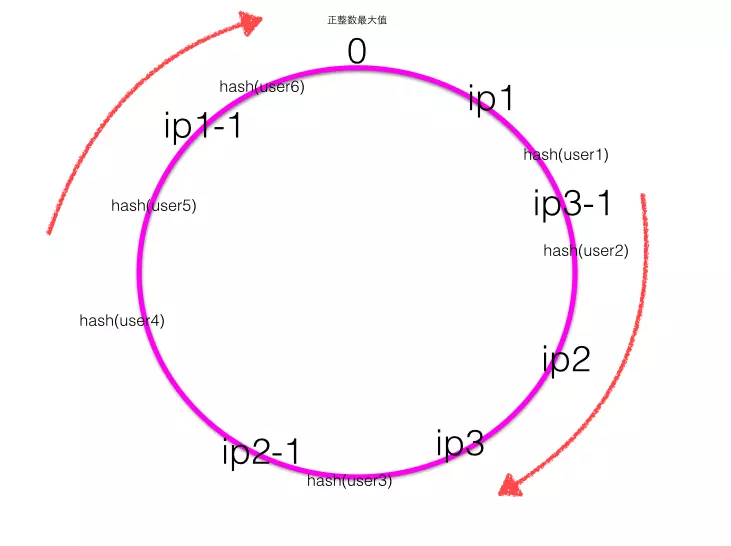 正整数最大值
0
hash(user6)
ip1
ip1-1
hash(user1)
ip3-1
hash(user5)
hash(user2)
hash(user4)
ip2
ip3
ip2-1
hash(user3)